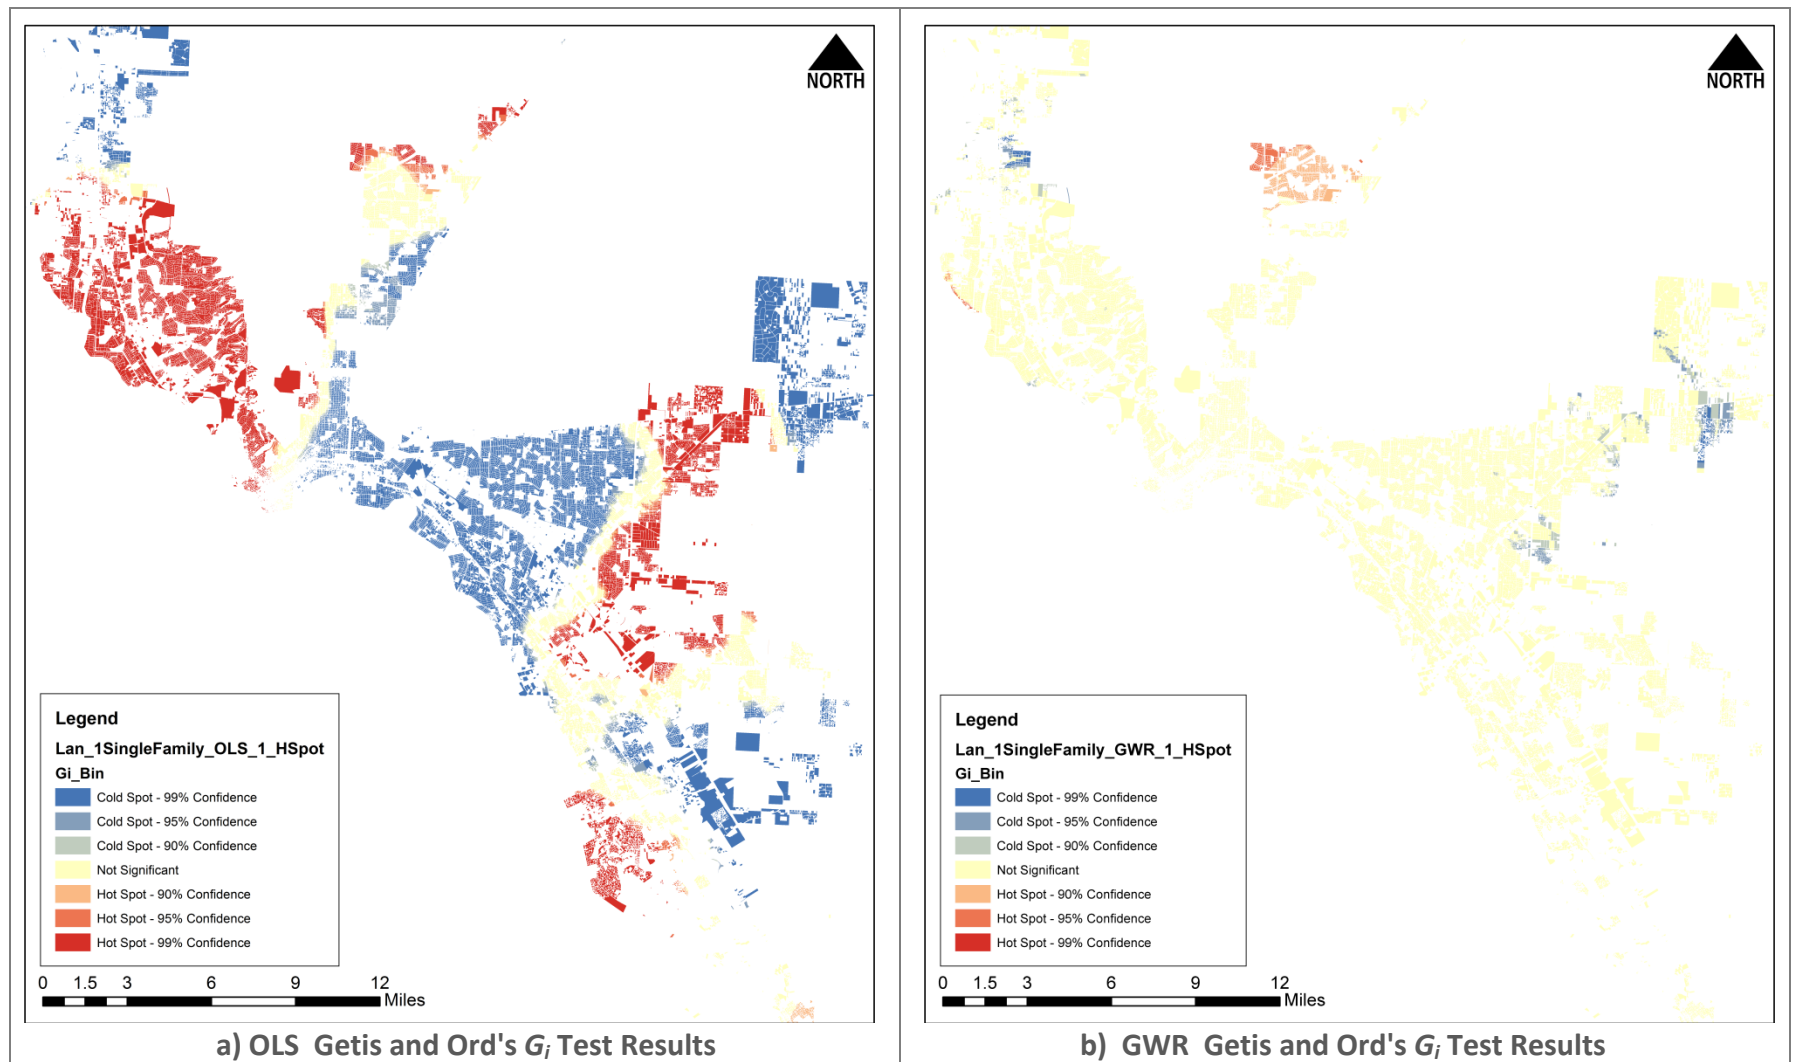 NORTH
Legend
Lan_1SingleFamily_OLS_1_HSpot
Gi_Bin
Cold Spot - 99% Confidence
Cold Spot - 95% Confidence
Cold Spot - 90% Confidence
Not Significant
Hot Spot - 90% Confidence
Hot Spot - 95% Confidence
Hot Spot - 99% Confidence
0 1.5 3 6 9 12
Miles
a) OLS Getis and Ord's Gi Test Results
NORTH
Legend
Lan_1SingleFamily_GWR_1_HSpot
Gi_Bin
Cold Spot - 99% Confidence
Cold Spot - 95% Confidence
Cold Spot - 90% Confidence
Not Significant
Hot Spot - 90% Confidence
Hot Spot - 95% Confidence
Hot Spot - 99% Confidence
0 1.5 3 6 9 12
Miles
b) GWR Getis and Ord's Gi Test Results